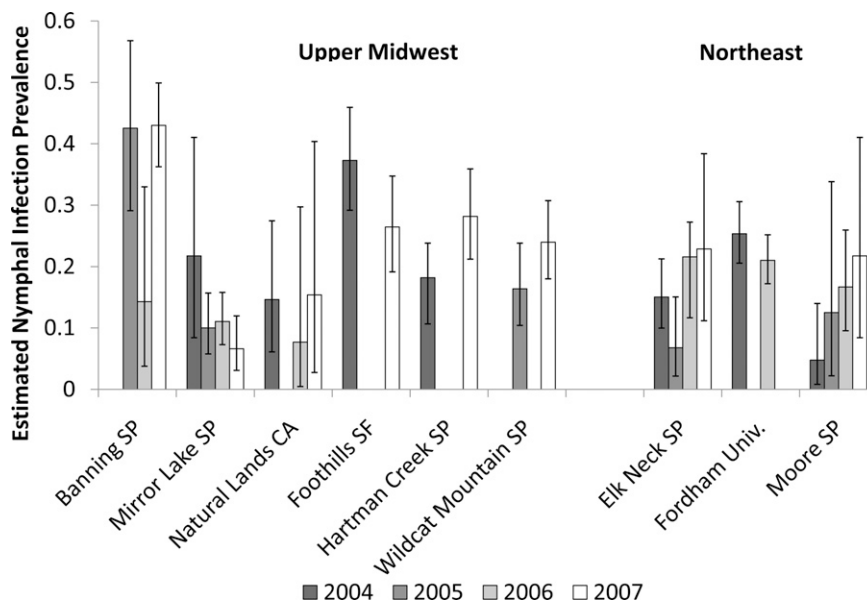 Estimated Nymphal Infection Prevalence
0.6
0.5
0.4
0.3
0.2
0.1
0
Upper Midwest
Northeast
Banning SP
Mirror Lake SP
Natural Lands CA
Foothills SF
Hartman Creek SP
Wildcat Mountain SP
Elk Neck SP
Fordham Univ.
Moore SP
2004 2005 2006 2007